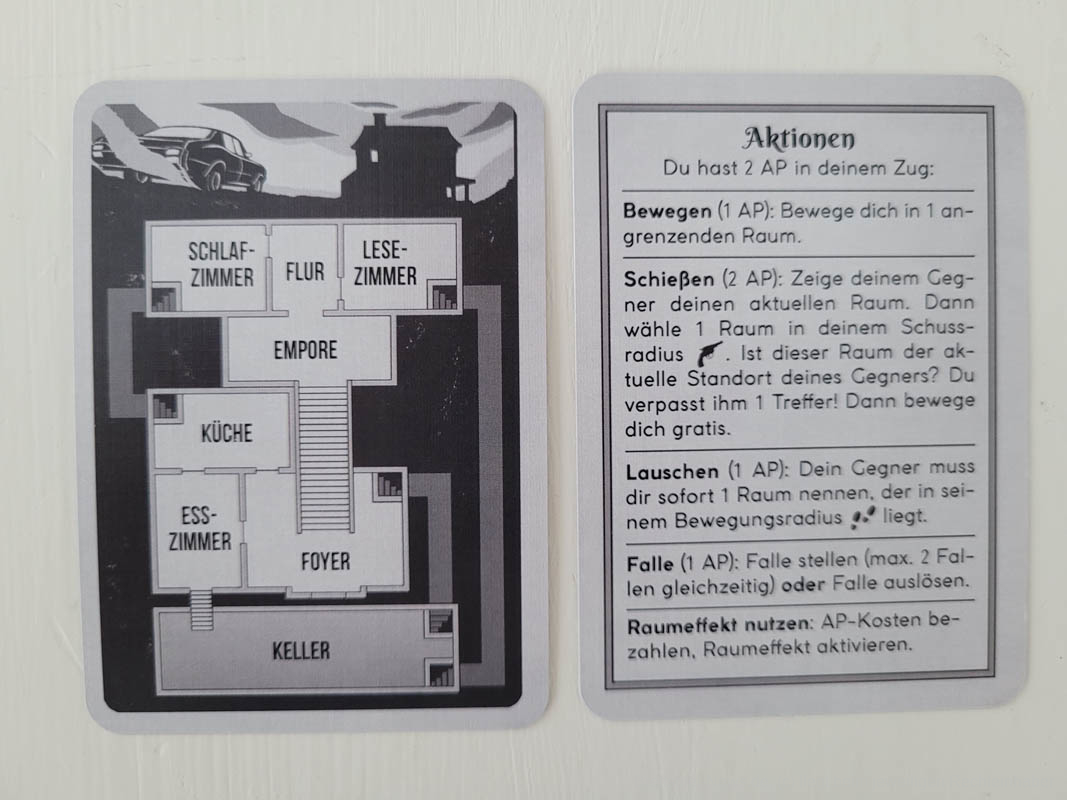 SCHLAF-
ZIMMER
FLUR
LESE-
ZIMMER
EMPORE
KÜCHE
ESS-
ZIMMER
FOYER
KELLER
Aktionen
Du hast 2 AP in deinem Zug:
Bewegen (1 AP): Bewege dich in 1 an-
grenzenden Raum.
Schießen (2 AP): Zeige deinem Geg-
ner deinen aktuellen Raum. Dann
wähle 1 Raum in deinem Schuss-
radius . Ist dieser Raum der ak-
tuelle Standort deines Gegners? Du
verpasst ihm 1 Treffer! Dann bewege
dich gratis.
Lauschen (1 AP): Dein Gegner muss
dir sofort 1 Raum nennen, der in sei-
nem Bewegungsradius liegt.
Falle (1 AP): Falle stellen (max. 2 Fal-
len gleichzeitig) oder Falle auslösen.
Raumeffekt nutzen: AP-Kosten be-
zahlen, Raumeffekt aktivieren.